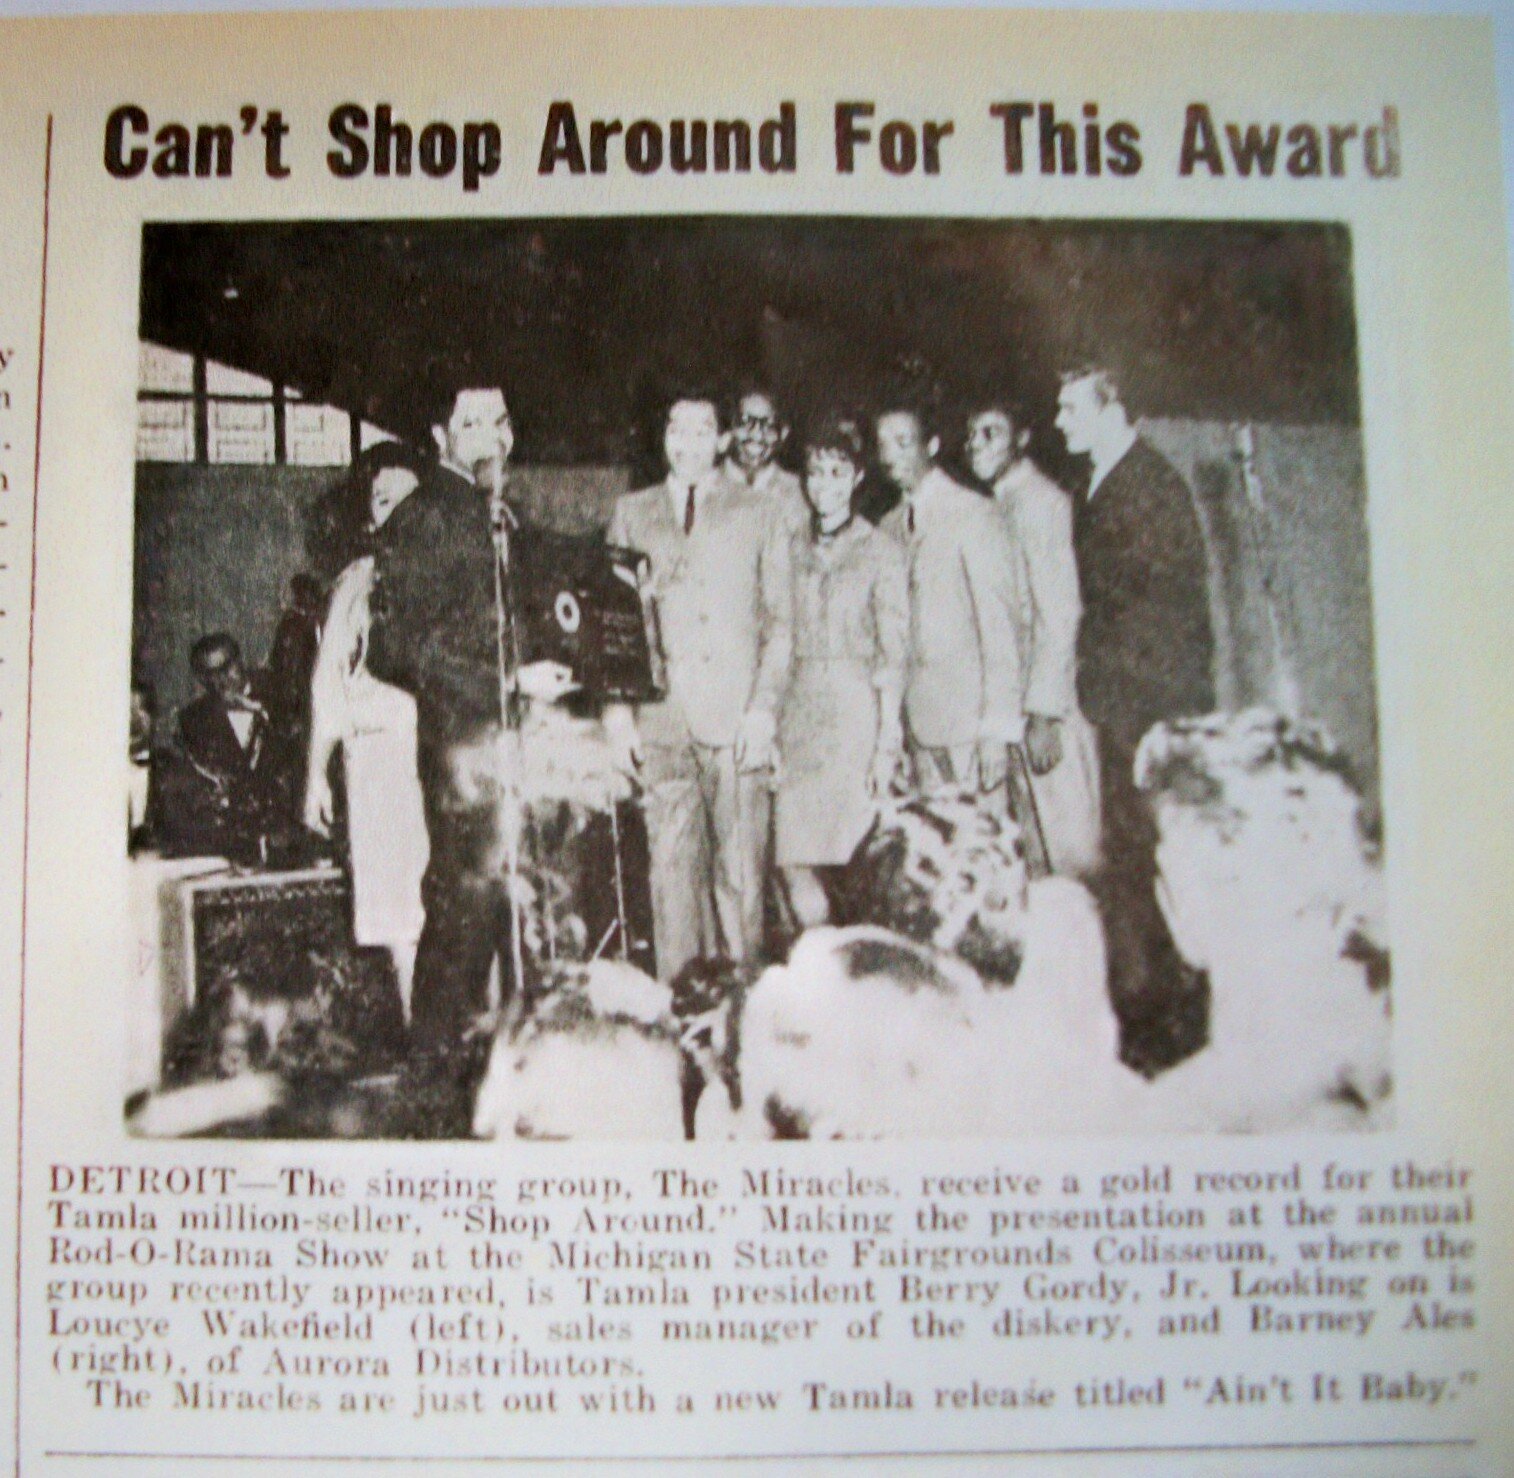 Can't Shop Around For This Award
DETROIT—The singing group, The Miracles, receive a gold record for their
Tamla million-seller, "Shop Around." Making the presentation at the annual
Rod-O-Rama Show at the Michigan State Fairgrounds Colisseum, where the
group recently appeared, is Tamla president Berry Gordy, Jr. Looking on is
Loucye Wakefield (left), sales manager of the diskery, and Barney Ales
(right), of Aurora Distributors.
The Miracles are just out with a new Tamla release titled "Ain't It Baby."